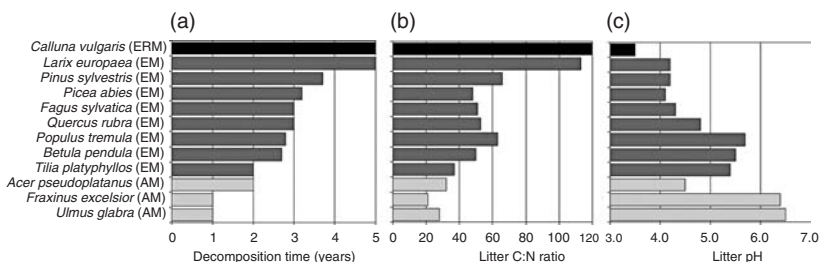 (a) (b) (c)
Calluna vulgaris (ERM)
Larix europaea (EM)
Pinus sylvestris (EM)
Picea abies (EM)
Fagus sylvatica (EM)
Quercus rubra (EM)
Populus tremula (EM)
Betula pendula (EM)
Tilia platyphyllos (EM)
Acer pseudoplatanus (AM)
Fraxinus excelsior (AM)
Ulmus glabra (AM)
0 1 2 3 4 5 0 20 40 60 80 100 120 3.0 4.0 5.0 6.0 7.0
Decomposition time (years) Litter C:N ratio Litter pH